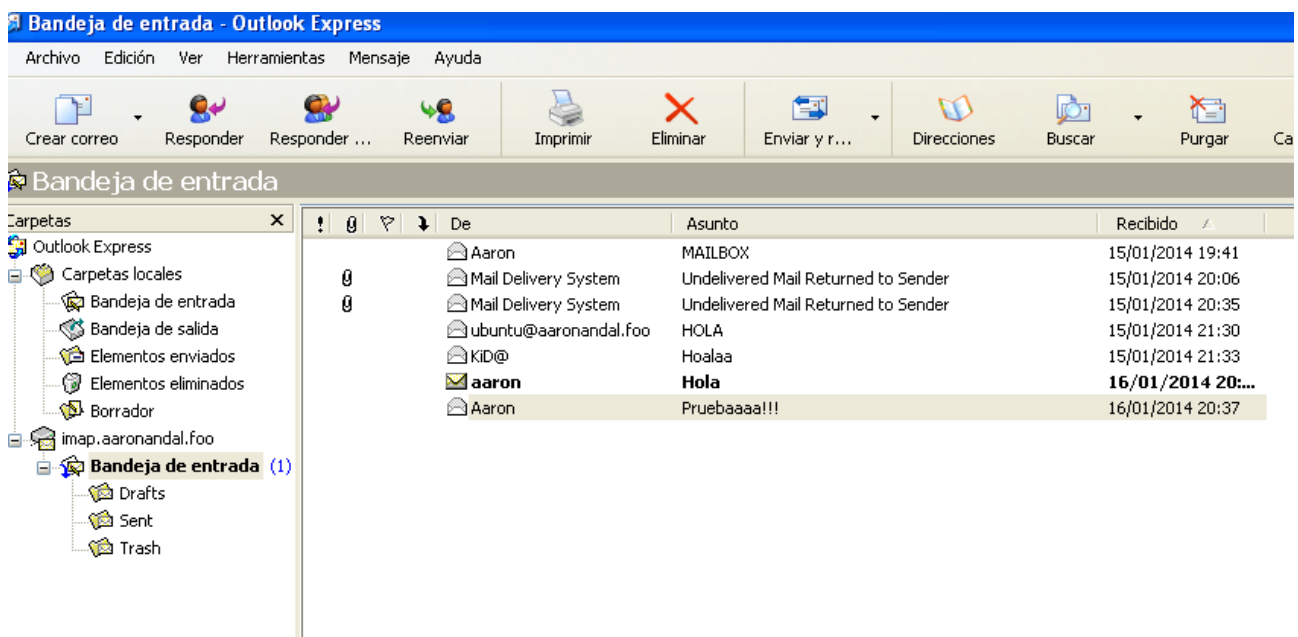 Bandeja de entrada - Outlook Express
Archivo Edición Ver Herramientas Mensaje Ayuda
Crear correo Responder Responder ... Reenviar Imprimir Eliminar Enviar y r... Direcciones Buscar Purgar Ca
Bandeja de entrada
Carpetas
Outlook Express
Carpetas locales
Bandeja de entrada
Bandeja de salida
Elementos enviados
Elementos eliminados
Borrador
imap.aaronandal.foo
Bandeja de entrada (1)
Drafts
Sent
Trash
De Asunto Recibido
Aaron MAILBOX 15/01/2014 19:41
Mail Delivery System Undelivered Mail Returned to Sender 15/01/2014 20:06
Mail Delivery System Undelivered Mail Returned to Sender 15/01/2014 20:35
ubuntu@aaronandal.foo HOLA 15/01/2014 21:30
KiD@ Hoalaa 15/01/2014 21:33
aaron Hola 16/01/2014 20:...
Aaron Pruebaaaa!!! 16/01/2014 20:37